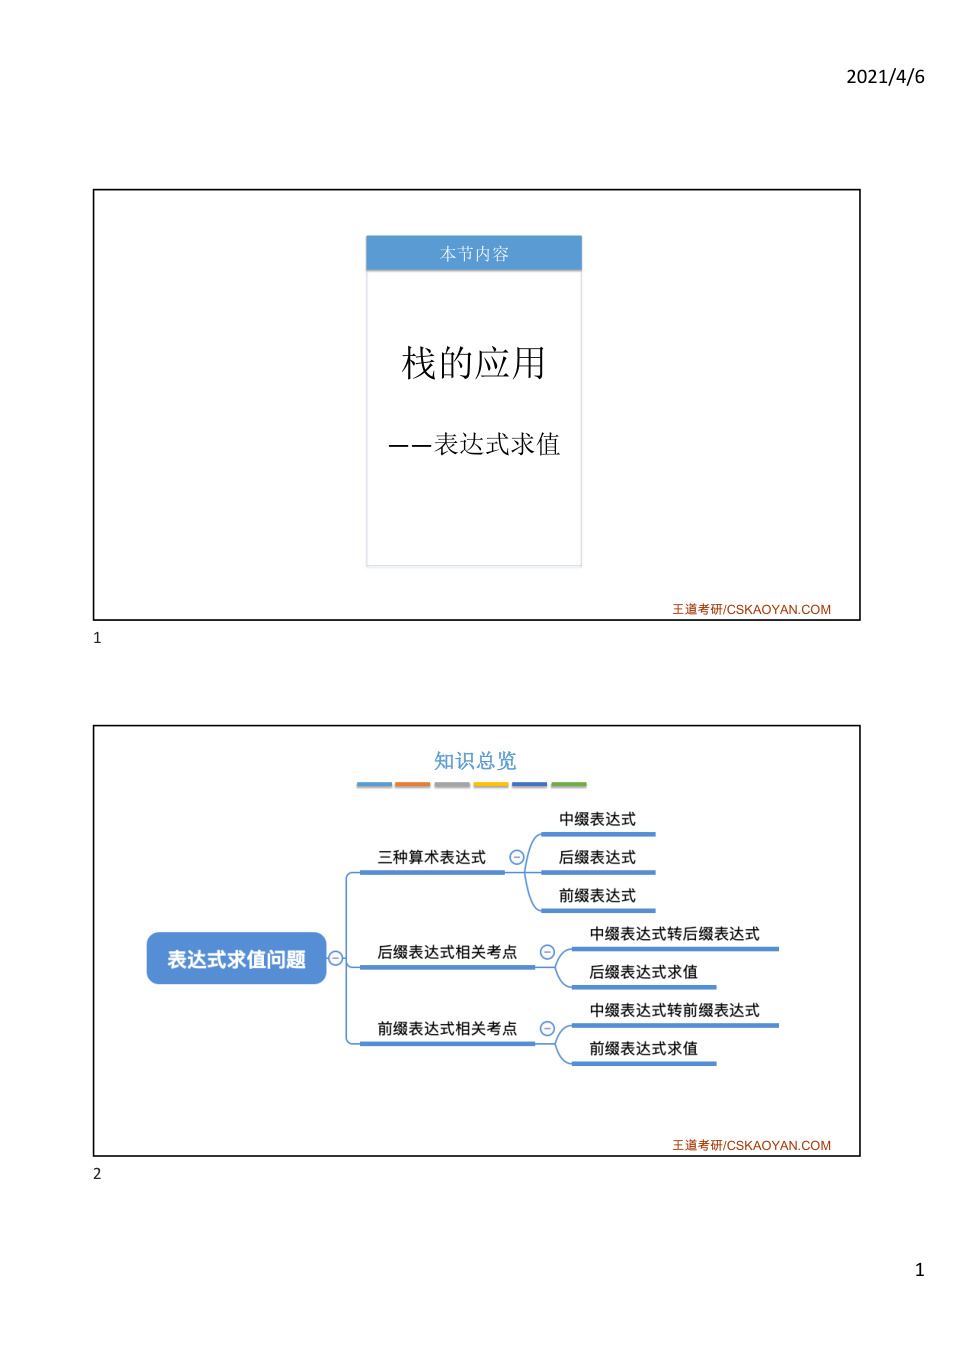 2021/4/6
本节内容
栈的应用
——表达式求值
王道考研/CSKAOYAN.COM
1
知识总览
表达式求值问题
三种算术表达式
中缀表达式
后缀表达式
前缀表达式
后缀表达式相关考点
中缀表达式转后缀表达式
后缀表达式求值
前缀表达式相关考点
中缀表达式转前缀表达式
前缀表达式求值
王道考研/CSKAOYAN.COM
2
1